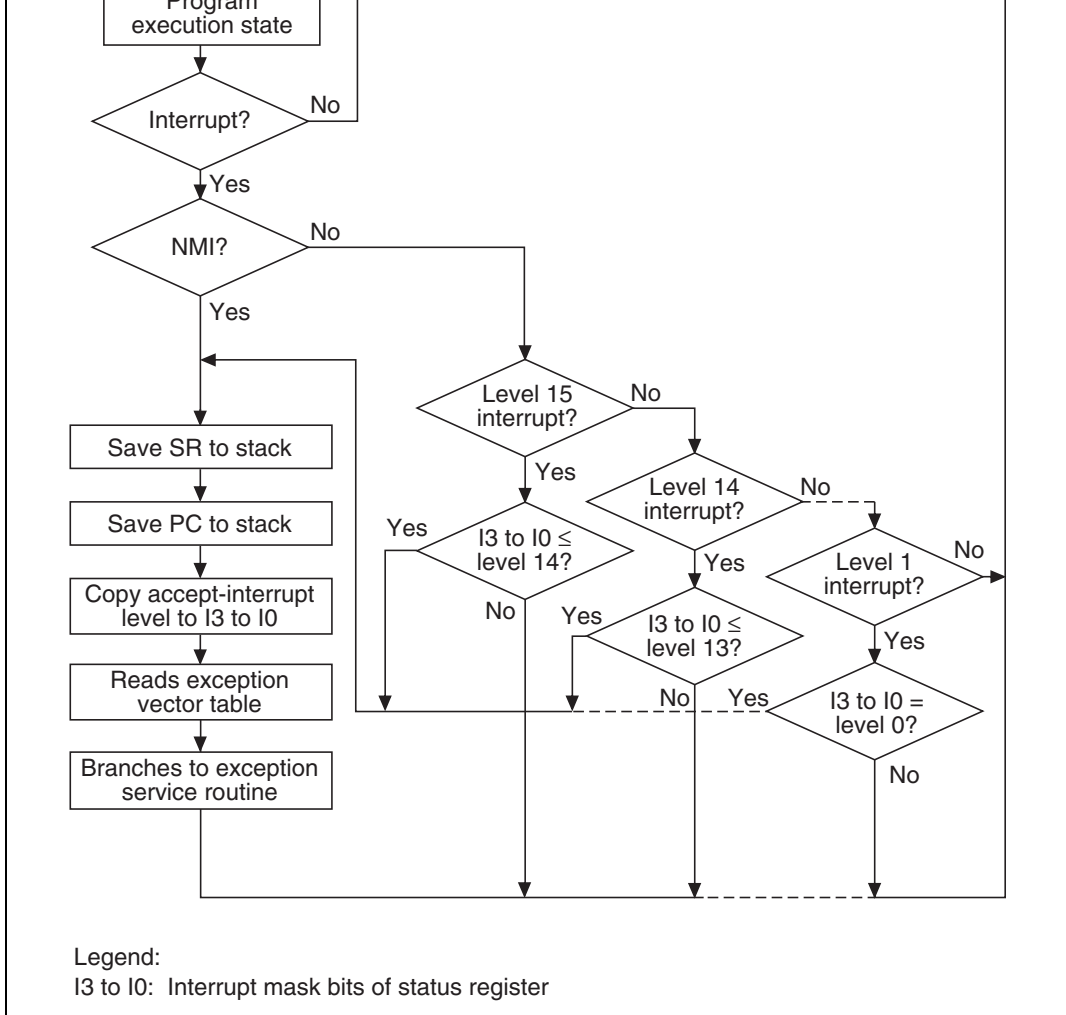 Program
execution state
Interrupt?
No
Yes
NMI?
No
Yes
Level 15
interrupt?
No
Yes
Level 14
interrupt?
No
I3 to I0 ≤
level 14?
Yes
No
Yes
Level 1
interrupt?
No
I3 to I0 ≤
level 13?
Yes
No
Yes
I3 to I0 =
level 0?
Yes
No
Save SR to stack
Save PC to stack
Copy accept-interrupt
level to I3 to I0
Reads exception
vector table
Branches to exception
service routine
Legend:
I3 to I0: Interrupt mask bits of status register